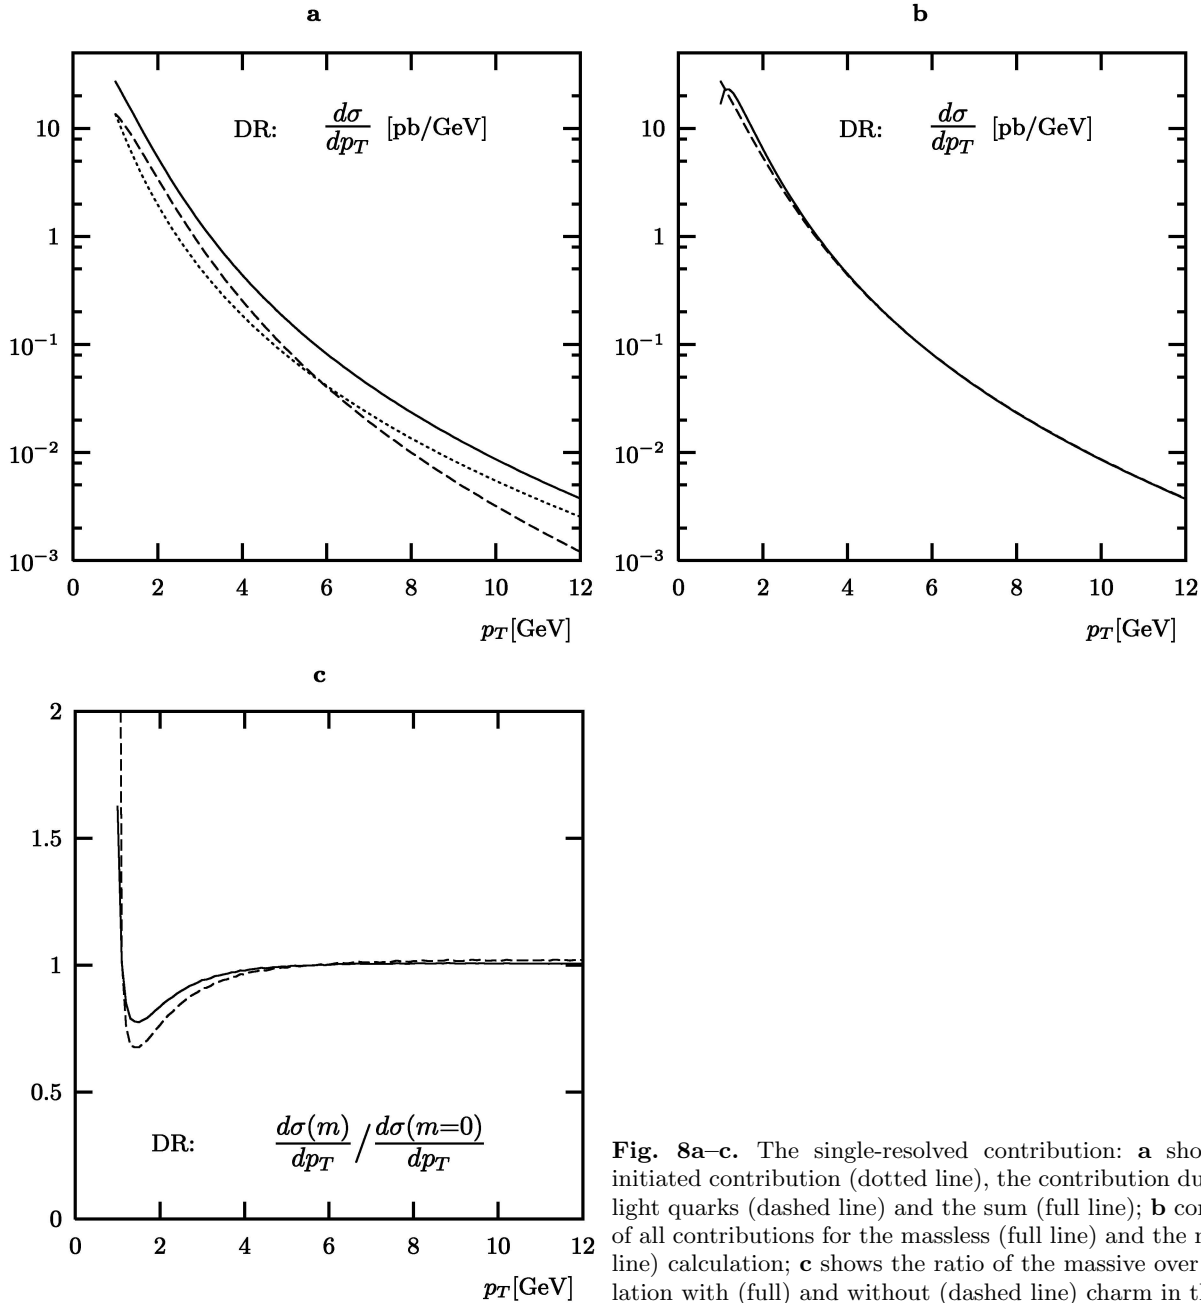 a
DR: dσ/dp_T [pb/GeV]
10
1
10^−1
10^−2
10^−3
0 2 4 6 8 10 12
p_T[GeV]
b
DR: dσ/dp_T [pb/GeV]
10
1
10^−1
10^−2
10^−3
0 2 4 6 8 10 12
p_T[GeV]
c
2
1.5
1
0.5
0
DR: dσ(m)/dp_T / dσ(m=0)/dp_T
0 2 4 6 8 10 12
p_T[GeV]
Fig. 8a–c. The single-resolved contribution: a
initiated contribution (dotted line), the contribution
light quarks (dashed line) and the sum (full line); b
of all contributions for the massless (full line) and the
line) calculation; c shows the ratio of the massive over
lation with (full) and without (dashed line) charm in